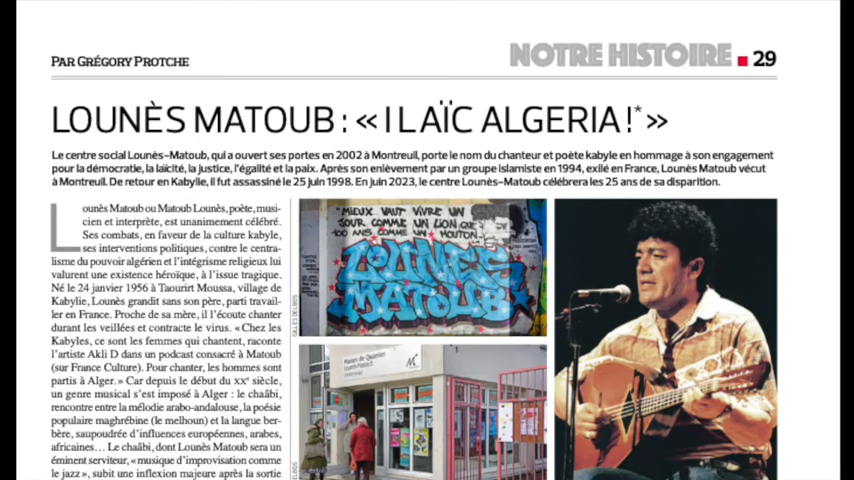 PAR GRÉGORY PROTCHE
NOTRE HISTOIRE ■ 29
LOUNÈS MATOUB : « I LAÏC ALGERIA !* »
Le centre social Lounès-Matoub, qui a ouvert ses portes en 2002 à Montreuil, porte le nom du chanteur et poète kabyle en hommage à son engagement
pour la démocratie, la laïcité, la justice, l'égalité et la paix. Après son enlèvement par un groupe islamiste en 1994, exilé en France, Lounès Matoub vécut
à Montreuil. De retour en Kabylie, il fut assassiné le 25 juin 1998. En juin 2023, le centre Lounès-Matoub célébrera les 25 ans de sa disparition.
Lounès Matoub ou Matoub Lounès, poète, musi-
cien et interprète, est unanimement célébré.
Ses combats, en faveur de la culture kabyle,
ses interventions politiques, contre le centra-
lisme du pouvoir algérien et l'intégrisme religieux lui
valurent une existence héroïque, à l'issue tragique.
Né le 24 janvier 1956 à Taourirt Moussa, village de
Kabylie, Lounès grandit sans son père, parti travail-
ler en France. Proche de sa mère, il l'écoute chanter
durant les veillées et contracte le virus. « Chez les
Kabyles, ce sont les femmes qui chantent, raconte
l'artiste Akli D dans un podcast consacré à Matoub
(sur France Culture). Pour chanter, les hommes sont
partis à Alger. » Car depuis le début du XXe siècle,
un genre musical s'est imposé à Alger : le chaâbi,
rencontre entre la mélodie arabo-andalouse, la poésie
populaire maghrébine (le melhoun) et la langue ber-
bère, saupoudrée d'influences européennes, arabes,
africaines… Le chaâbi, dont Lounès Matoub sera un
éminent serviteur, « musique d'improvisation comme
le jazz », subit une inflexion majeure après la sortie
"MIEUX VAUT VIVRE UN
JOUR COMME UN LION QUE
100 ANS COMME UN MOUTON"
LOUNES
MATOUB
GILLES DELBOS
Maison de Quartier
Lounès Matoub